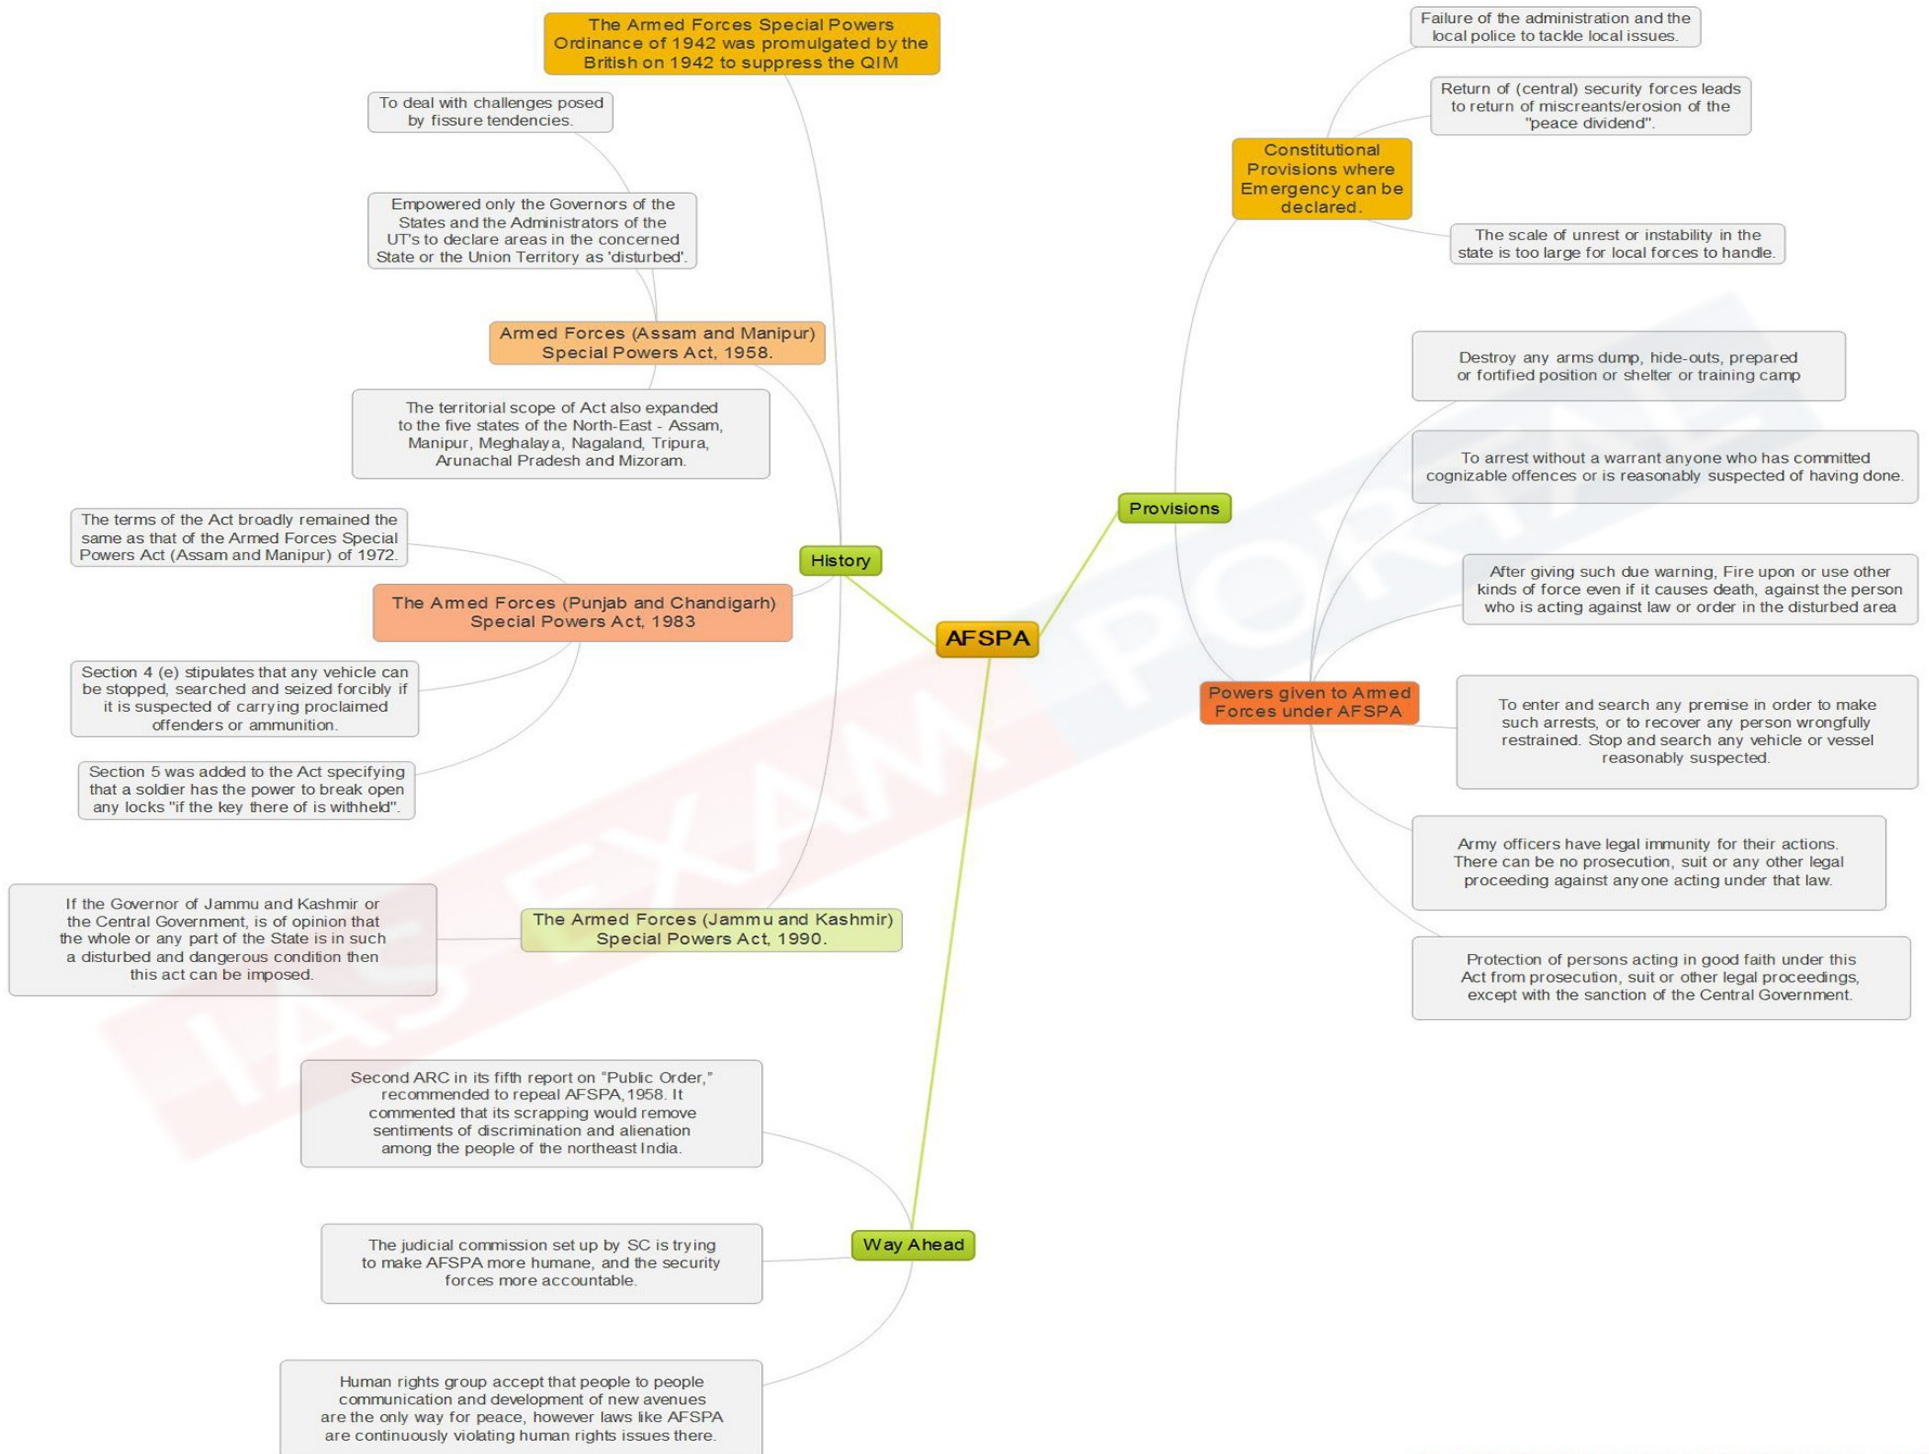 The Armed Forces Special Powers
Ordinance of 1942 was promulgated by the
British on 1942 to suppress the QIM
To deal with challenges posed
by fissure tendencies.
Empowered only the Governors of the
States and the Administrators of the
UT's to declare areas in the concerned
State or the Union Territory as 'disturbed'.
Armed Forces (Assam and Manipur)
Special Powers Act, 1958.
The territorial scope of Act also expanded
to the five states of the North-East - Assam,
Manipur, Meghalaya, Nagaland, Tripura,
Arunachal Pradesh and Mizoram.
The terms of the Act broadly remained the
same as that of the Armed Forces Special
Powers Act (Assam and Manipur) of 1972.
History
The Armed Forces (Punjab and Chandigarh)
Special Powers Act, 1983
Section 4 (e) stipulates that any vehicle can
be stopped, searched and seized forcibly if
it is suspected of carrying proclaimed
offenders or ammunition.
Section 5 was added to the Act specifying
that a soldier has the power to break open
any locks "if the key there of is withheld".
If the Governor of Jammu and Kashmir or
the Central Government, is of opinion that
the whole or any part of the State is in such
a disturbed and dangerous condition then
this act can be imposed.
The Armed Forces (Jammu and Kashmir)
Special Powers Act, 1990.
AFSPA
Provisions
Constitutional
Provisions where
Emergency can be
declared.
Failure of the administration and the
local police to tackle local issues.
Return of (central) security forces leads
to return of miscreants/erosion of the
"peace dividend".
The scale of unrest or instability in the
state is too large for local forces to handle.
Powers given to Armed
Forces under AFSPA
Destroy any arms dump, hide-outs, prepared
or fortified position or shelter or training camp
To arrest without a warrant anyone who has committed
cognizable offences or is reasonably suspected of having done.
After giving such due warning, Fire upon or use other
kinds of force even if it causes death, against the person
who is acting against law or order in the disturbed area
To enter and search any premise in order to make
such arrests, or to recover any person wrongfully
restrained. Stop and search any vehicle or vessel
reasonably suspected.
Army officers have legal immunity for their actions.
There can be no prosecution, suit or any other legal
proceeding against anyone acting under that law.
Protection of persons acting in good faith under this
Act from prosecution, suit or other legal proceedings,
except with the sanction of the Central Government.
Way Ahead
Second ARC in its fifth report on “Public Order,”
recommended to repeal AFSPA,1958. It
commented that its scrapping would remove
sentiments of discrimination and alienation
among the people of the northeast India.
The judicial commission set up by SC is trying
to make AFSPA more humane, and the security
forces more accountable.
Human rights group accept that people to people
communication and development of new avenues
are the only way for peace, however laws like AFSPA
are continuously violating human rights issues there.
IAS EXAM PORTAL